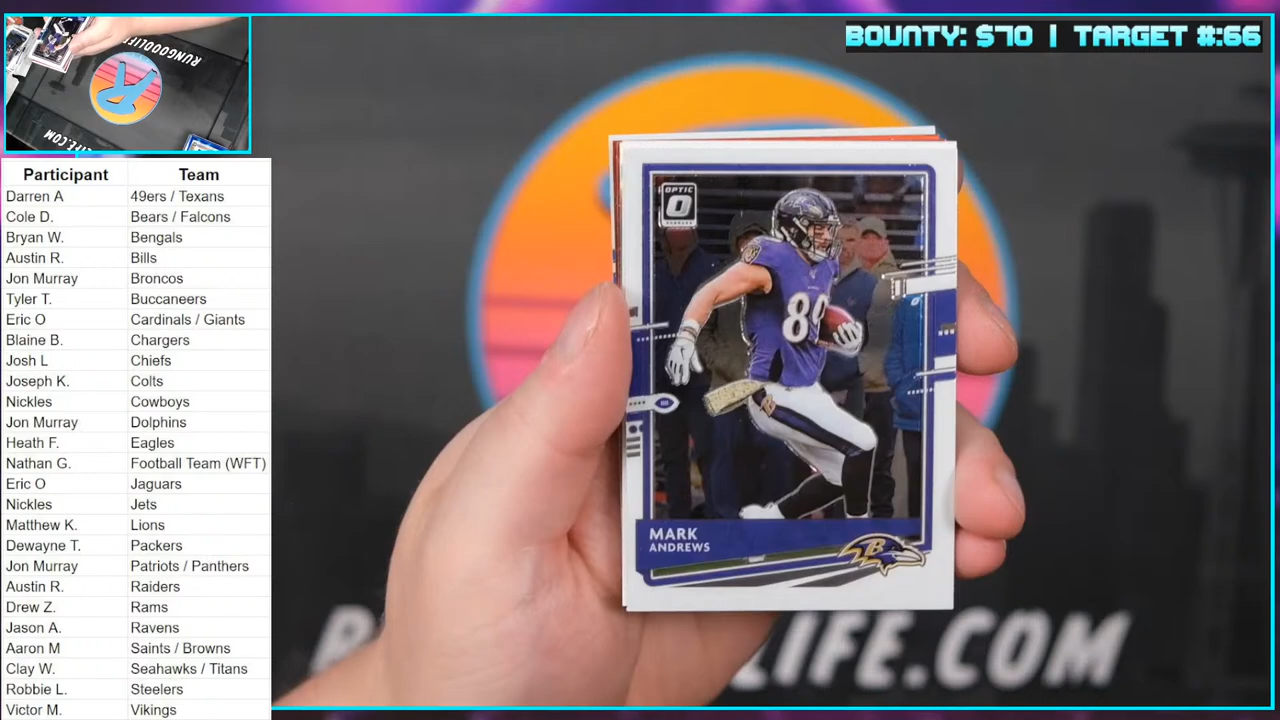 BOUNTY: $70 | TARGET #:66
RUNGOODLIFE.COM
Participant Team
Darren A 49ers / Texans
Cole D. Bears / Falcons
Bryan W. Bengals
Austin R. Bills
Jon Murray Broncos
Tyler T. Buccaneers
Eric O Cardinals / Giants
Blaine B. Chargers
Josh L Chiefs
Joseph K. Colts
Nickles Cowboys
Jon Murray Dolphins
Heath F. Eagles
Nathan G. Football Team (WFT)
Eric O Jaguars
Nickles Jets
Matthew K. Lions
Dewayne T. Packers
Jon Murray Patriots / Panthers
Austin R. Raiders
Drew Z. Rams
Jason A. Ravens
Aaron M Saints / Browns
Clay W. Seahawks / Titans
Robbie L. Steelers
Victor M. Vikings
OPTIC
89
MARK
ANDREWS
B
LIFE.COM